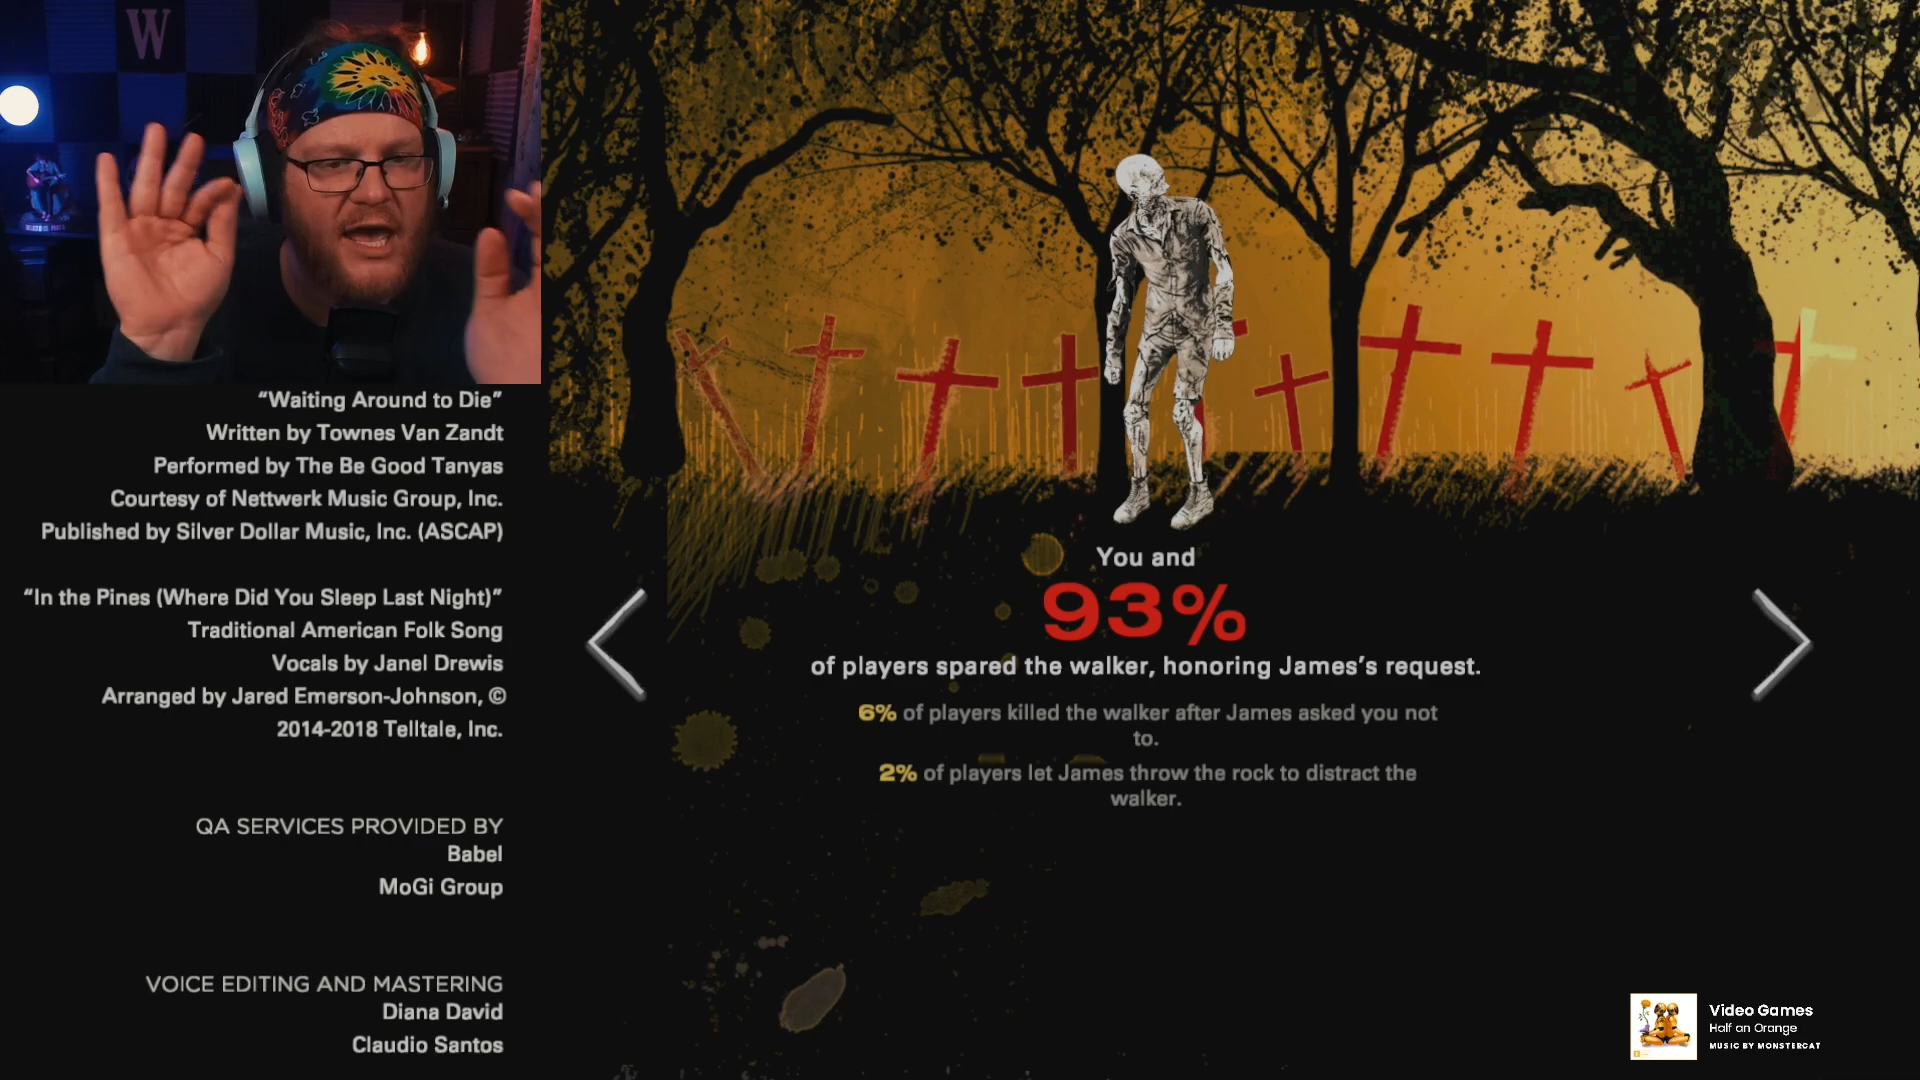 W
“Waiting Around to Die”
Written by Townes Van Zandt
Performed by The Be Good Tanyas
Courtesy of Nettwerk Music Group, Inc.
Published by Silver Dollar Music, Inc. (ASCAP)
“In the Pines (Where Did You Sleep Last Night)”
Traditional American Folk Song
Vocals by Janel Drewis
Arranged by Jared Emerson-Johnson, ©
2014-2018 Telltale, Inc.
QA SERVICES PROVIDED BY
Babel
MoGi Group
VOICE EDITING AND MASTERING
Diana David
Claudio Santos
You and
93%
of players spared the walker, honoring James’s request.
6% of players killed the walker after James asked you not
to.
2% of players let James throw the rock to distract the
walker.
Video Games
Half an Orange
MUSIC BY MONSTERCAT